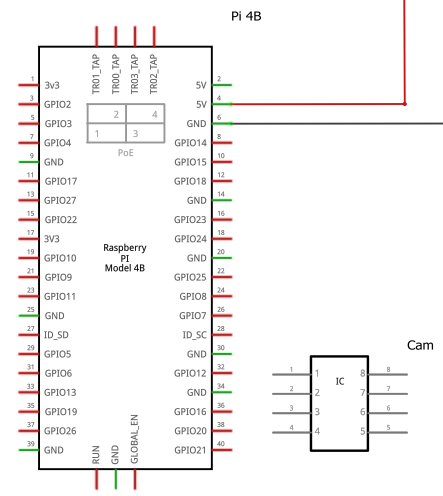 Pi 4B
TR01_TAP
TR00_TAP
TR03_TAP
TR02_TAP
2 4
1 3
PoE
1 3v3 5V 2
3 GPIO2 5V 4
5 GPIO3 GND 6
7 GPIO4 GPIO14 8
9 GND GPIO15 10
11 GPIO17 GPIO18 12
13 GPIO27 GND 14
15 GPIO22 GPIO23 16
17 3V3 GPIO24 18
19 GPIO10 GND 20
21 GPIO9 GPIO25 22
23 GPIO11 GPIO8 24
25 GND GPIO7 26
27 ID_SD ID_SC 28
29 GPIO5 GND 30
31 GPIO6 GPIO12 32
33 GPIO13 GND 34
35 GPIO19 GPIO16 36
37 GPIO26 GPIO20 38
39 GND GPIO21 40
Raspberry
PI
Model 4B
RUN
GND
GLOBAL_EN
Cam
IC
1 1 8 8
2 2 7 7
3 3 6 6
4 4 5 5